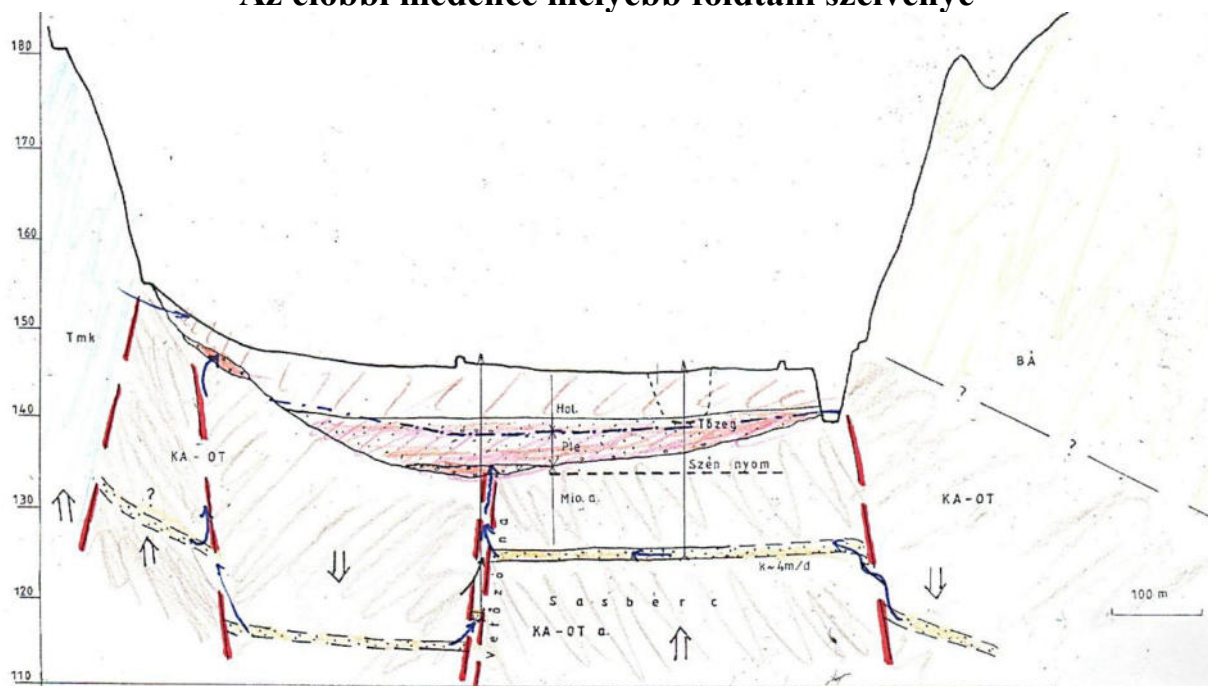 Az előbbi medence mélyebb földtani szelvénye
180
170
160
150
140
130
120
110
Tmk
KA-OT
?
Hol.
Tőzeg
Ple
Szén nyom
Mio. a.
vetőzóna
k~4m/d
Sasbérc
KA-OT a.
BÁ
?
?
KA-OT
100 m